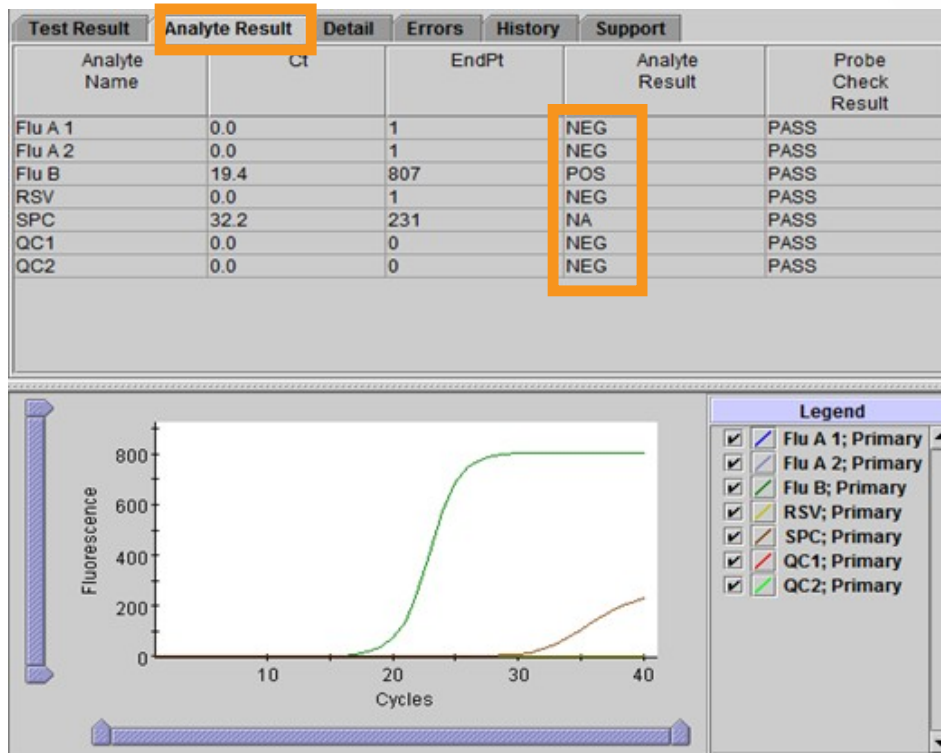 Test Result Analyte Result Detail Errors History Support
Analyte Name Ct EndPt Analyte Result Probe Check Result
Flu A 1 0.0 1 NEG PASS
Flu A 2 0.0 1 NEG PASS
Flu B 19.4 807 POS PASS
RSV 0.0 1 NEG PASS
SPC 32.2 231 NA PASS
QC1 0.0 0 NEG PASS
QC2 0.0 0 NEG PASS
Legend
Flu A 1; Primary
Flu A 2; Primary
Flu B; Primary
RSV; Primary
SPC; Primary
QC1; Primary
QC2; Primary
Fluorescence
800
600
400
200
0
10 20 30 40
Cycles